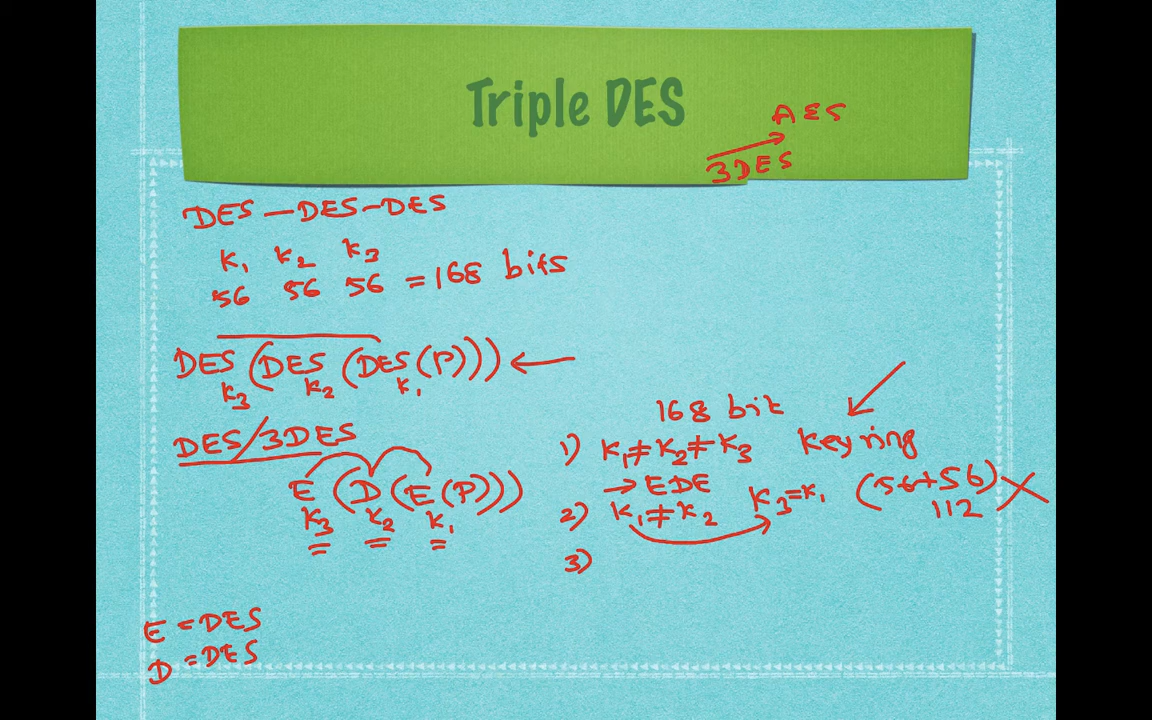 Triple DES
AES
3DES
DES - DES - DES
K1 K2 K3
56 56 56 = 168 bits
DES (DES (DES (P)))
K3 K2 K1
DES/3DES
E (D (E (P)))
K3 K2 K1
168 bit
1) K1 ≠ K2 ≠ K3 Key ring
→ EDE
2) K1 ≠ K2 K3 = K1 (56+56)
112
3)
E = DES
D = DES